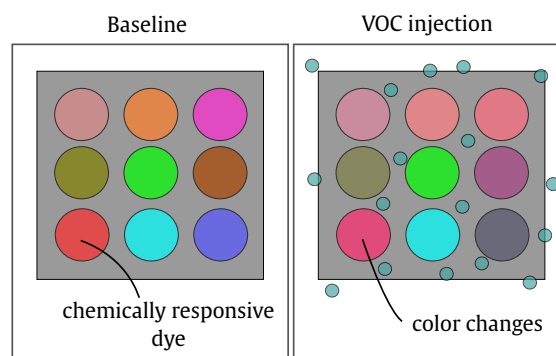 Baseline
VOC injection
chemically responsive
dye
color changes